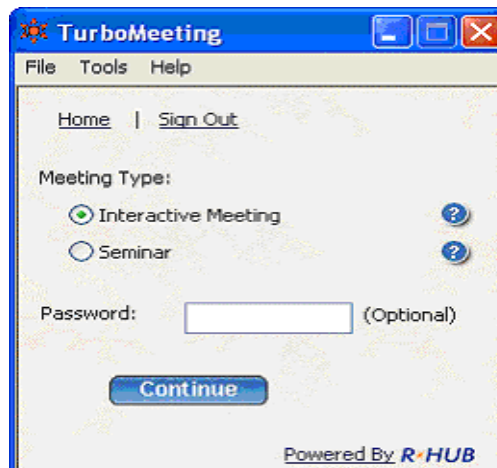 TurboMeeting
File Tools Help
Home | Sign Out
Meeting Type:
Interactive Meeting ?
Seminar ?
Password: (Optional)
Continue
Powered By R-HUB